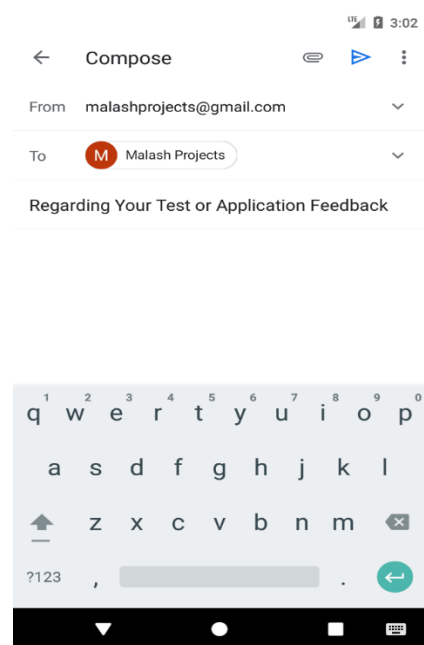 LTE 3:02
Compose
From malashprojects@gmail.com
To M Malash Projects
Regarding Your Test or Application Feedback
1 2 3 4 5 6 7 8 9 0
q w e r t y u i o p
a s d f g h j k l
z x c v b n m
?123 , .